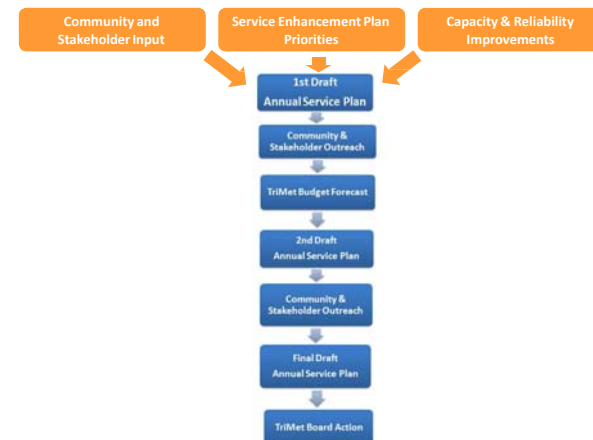 Community and
Stakeholder Input
Service Enhancement Plan
Priorities
Capacity & Reliability
Improvements
1st Draft
Annual Service Plan
Community &
Stakeholder Outreach
TriMet Budget Forecast
2nd Draft
Annual Service Plan
Community &
Stakeholder Outreach
Final Draft
Annual Service Plan
TriMet Board Action